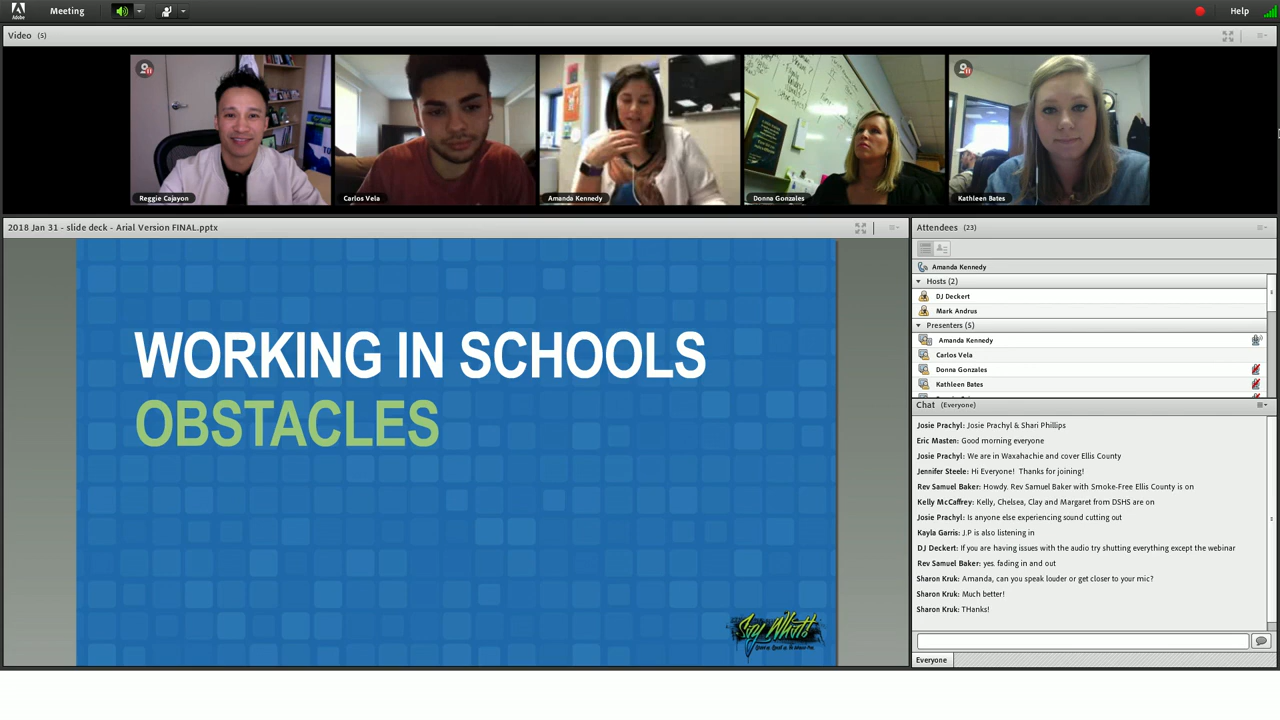 Adobe
Meeting
Help
Video (5)
Reggie Cajayon
Carlos Vela
Amanda Kennedy
Donna Gonzales
Kathleen Bates
2018 Jan 31 - slide deck - Arial Version FINAL.pptx
WORKING IN SCHOOLS
OBSTACLES
Say What!
Attendees (23)
Amanda Kennedy
Hosts (2)
DJ Deckert
Mark Andrus
Presenters (5)
Amanda Kennedy
Carlos Vela
Donna Gonzales
Kathleen Bates
Chat (Everyone)
Josie Prachyl: Josie Prachyl & Shari Phillips
Eric Masten: Good morning everyone
Josie Prachyl: We are in Waxahachie and cover Ellis County
Jennifer Steele: Hi Everyone! Thanks for joining!
Rev Samuel Baker: Howdy. Rev Samuel Baker with Smoke-Free Ellis County is on
Kelly McCaffrey: Kelly, Chelsea, Clay and Margaret from DSHS are on
Josie Prachyl: Is anyone else experiencing sound cutting out
Kayla Garris: J.P is also listening in
DJ Deckert: If you are having issues with the audio try shutting everything except the webinar
Rev Samuel Baker: yes. fading in and out
Sharon Kruk: Amanda, can you speak louder or get closer to your mic?
Sharon Kruk: Much better!
Sharon Kruk: THanks!
Everyone